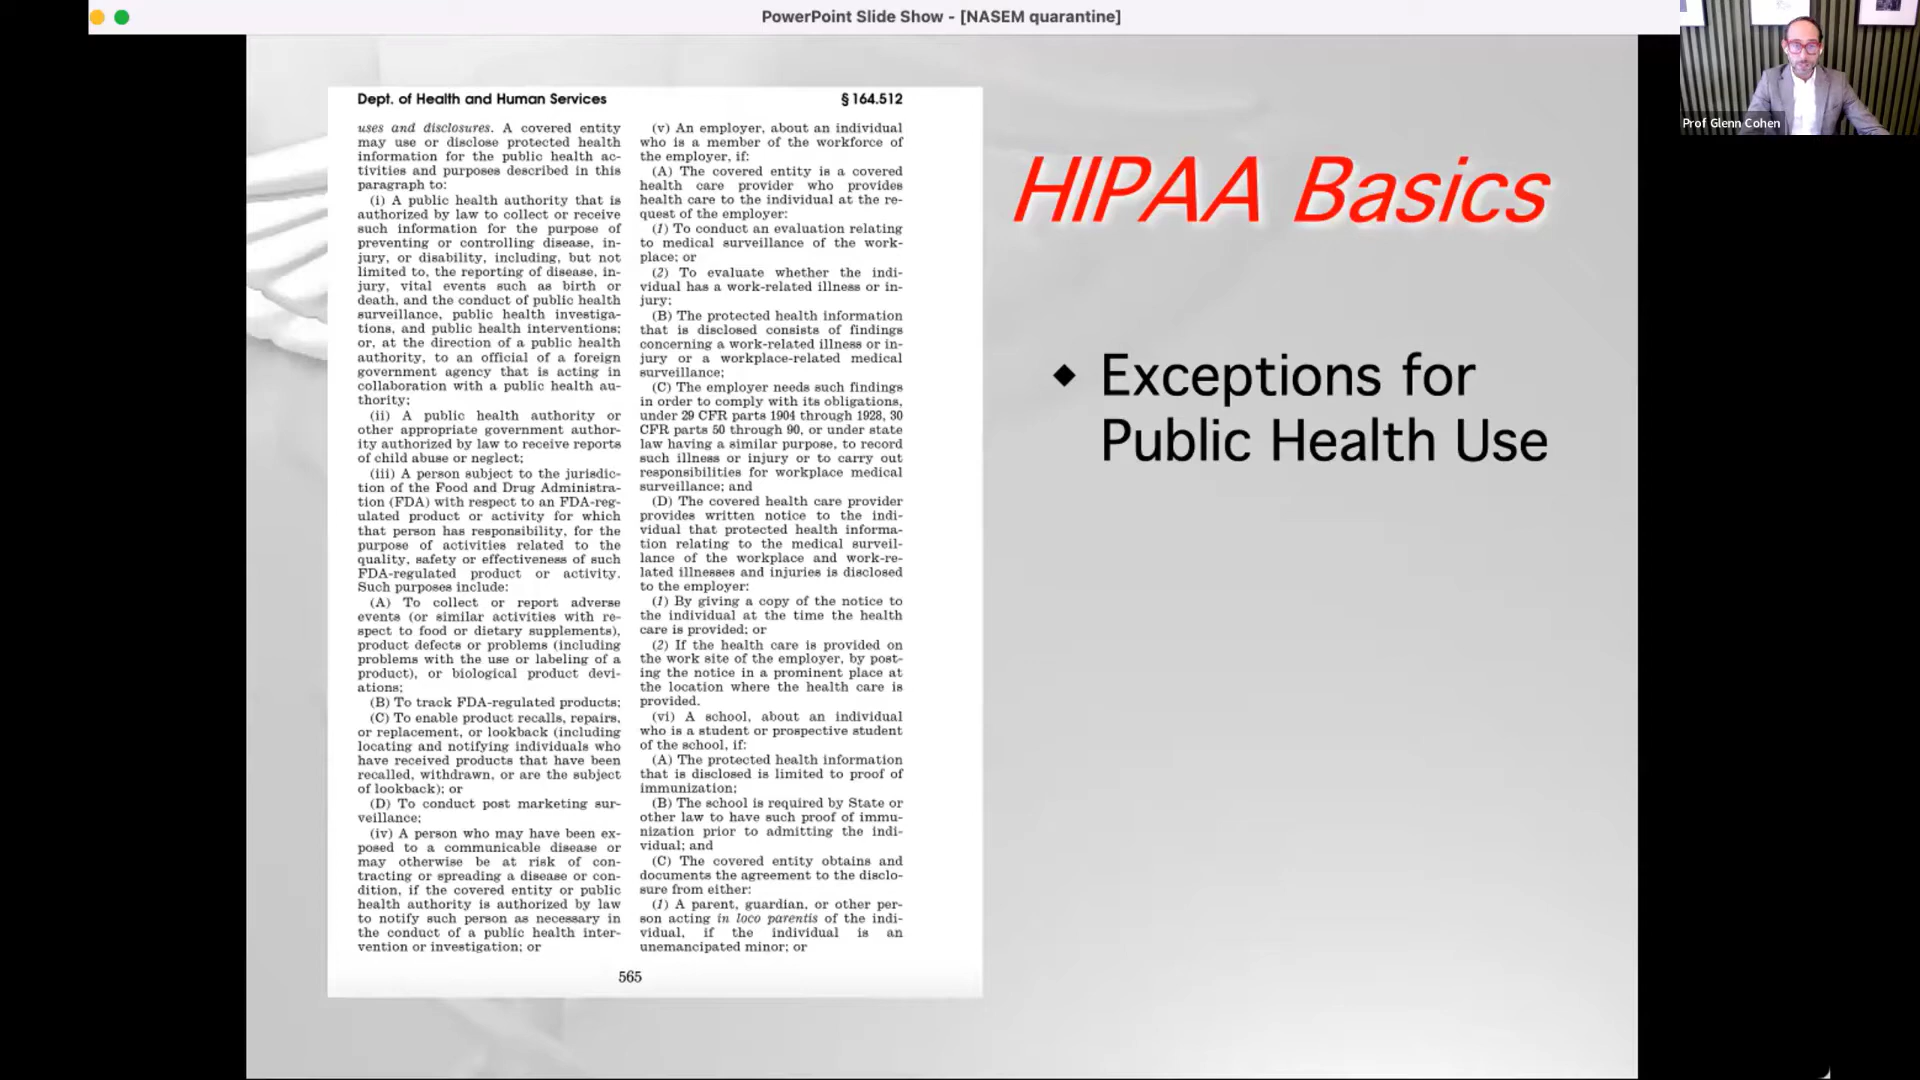 PowerPoint Slide Show - [NASEM quarantine]
Prof Glenn Cohen
Dept. of Health and Human Services
§ 164.512
uses and disclosures. A covered entity
may use or disclose protected health
information for the public health ac-
tivities and purposes described in this
paragraph to:
(i) A public health authority that is
authorized by law to collect or receive
such information for the purpose of
preventing or controlling disease, in-
jury, or disability, including, but not
limited to, the reporting of disease, in-
jury, vital events such as birth or
death, and the conduct of public health
surveillance, public health investiga-
tions, and public health interventions;
or, at the direction of a public health
authority, to an official of a foreign
government agency that is acting in
collaboration with a public health au-
thority;
(ii) A public health authority or
other appropriate government author-
ity authorized by law to receive reports
of child abuse or neglect;
(iii) A person subject to the jurisdic-
tion of the Food and Drug Administra-
tion (FDA) with respect to an FDA-reg-
ulated product or activity for which
that person has responsibility, for the
purpose of activities related to the
quality, safety or effectiveness of such
FDA-regulated product or activity.
Such purposes include:
(A) To collect or report adverse
events (or similar activities with re-
spect to food or dietary supplements),
product defects or problems (including
problems with the use or labeling of a
product), or biological product devi-
ations;
(B) To track FDA-regulated products;
(C) To enable product recalls, repairs,
or replacement, or lookback (including
locating and notifying individuals who
have received products that have been
recalled, withdrawn, or are the subject
of lookback); or
(D) To conduct post marketing sur-
veillance;
(iv) A person who may have been ex-
posed to a communicable disease or
may otherwise be at risk of con-
tracting or spreading a disease or con-
dition, if the covered entity or public
health authority is authorized by law
to notify such person as necessary in
the conduct of a public health inter-
vention or investigation; or
(v) An employer, about an individual
who is a member of the workforce of
the employer, if:
(A) The covered entity is a covered
health care provider who provides
health care to the individual at the re-
quest of the employer:
(1) To conduct an evaluation relating
to medical surveillance of the work-
place; or
(2) To evaluate whether the indi-
vidual has a work-related illness or in-
jury;
(B) The protected health information
that is disclosed consists of findings
concerning a work-related illness or in-
jury or a workplace-related medical
surveillance;
(C) The employer needs such findings
in order to comply with its obligations,
under 29 CFR parts 1904 through 1928, 30
CFR parts 50 through 90, or under state
law having a similar purpose, to record
such illness or injury or to carry out
responsibilities for workplace medical
surveillance; and
(D) The covered health care provider
provides written notice to the indi-
vidual that protected health informa-
tion relating to the medical surveil-
lance of the workplace and work-re-
lated illnesses and injuries is disclosed
to the employer:
(1) By giving a copy of the notice to
the individual at the time the health
care is provided; or
(2) If the health care is provided on
the work site of the employer, by post-
ing the notice in a prominent place at
the location where the health care is
provided.
(vi) A school, about an individual
who is a student or prospective student
of the school, if:
(A) The protected health information
that is disclosed is limited to proof of
immunization;
(B) The school is required by State or
other law to have such proof of immu-
nization prior to admitting the indi-
vidual; and
(C) The covered entity obtains and
documents the agreement to the disclo-
sure from either:
(1) A parent, guardian, or other per-
son acting in loco parentis of the indi-
vidual, if the individual is an
unemancipated minor; or
565
HIPAA Basics
◆ Exceptions for
Public Health Use